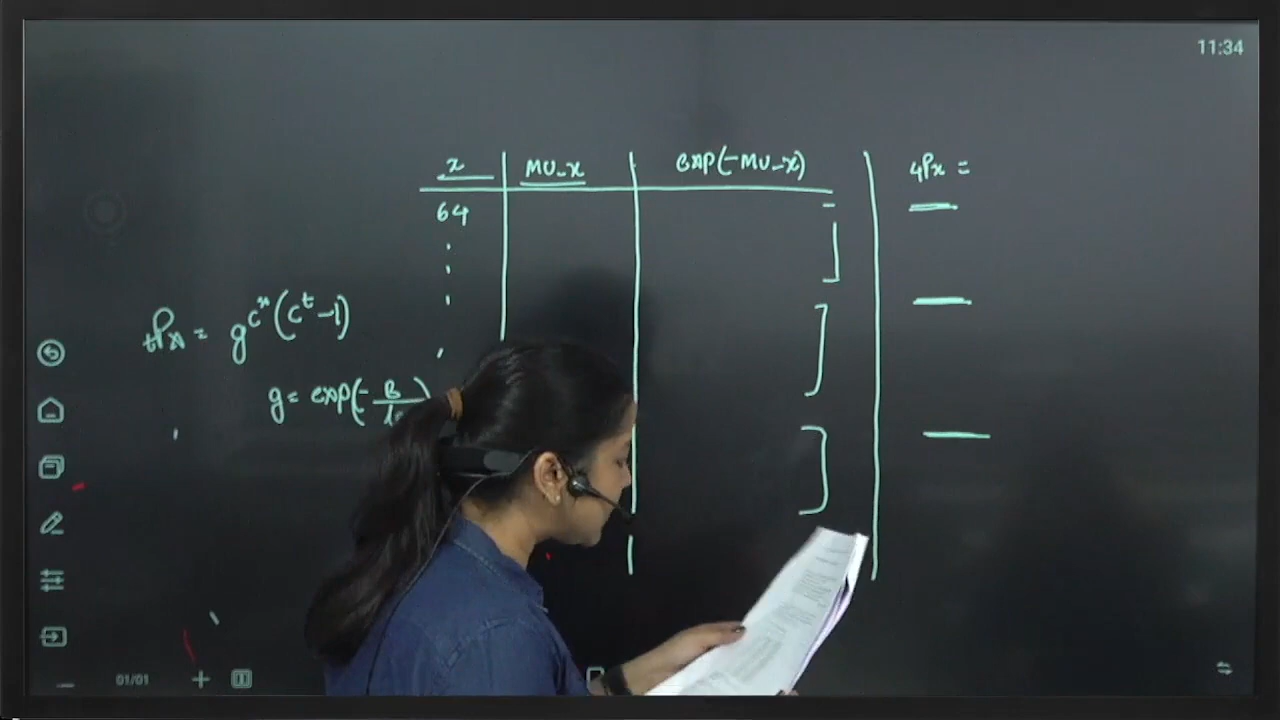 11:34
x MU_x exp(-MU_x) 4Px =
64
tPx = g^c^x(c^t-1)
g = exp(-B/
01/01